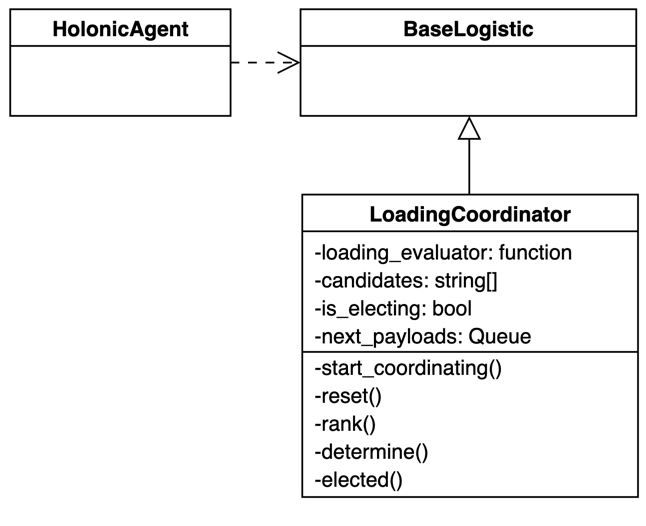 HolonicAgent
BaseLogistic
LoadingCoordinator
-loading_evaluator: function
-candidates: string[]
-is_electing: bool
-next_payloads: Queue
-start_coordinating()
-reset()
-rank()
-determine()
-elected()